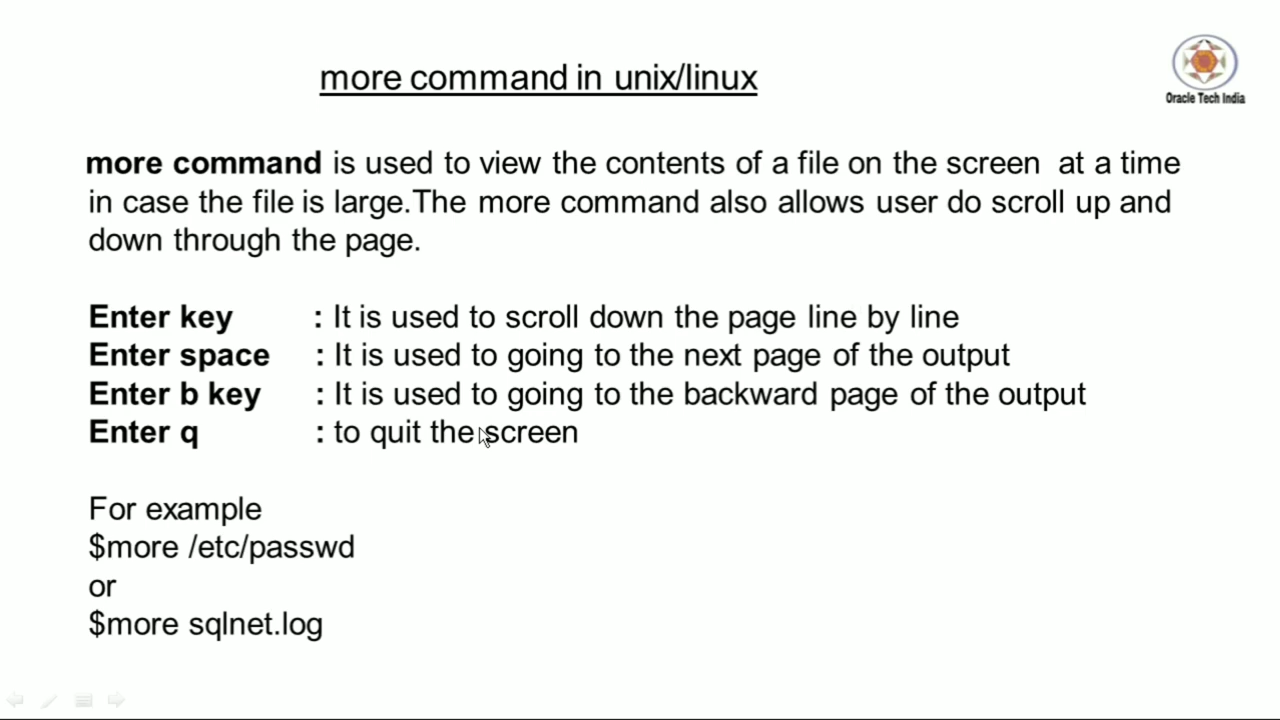 more command in unix/linux
Oracle Tech India
more command is used to view the contents of a file on the screen at a time
in case the file is large.The more command also allows user do scroll up and
down through the page.
Enter key : It is used to scroll down the page line by line
Enter space : It is used to going to the next page of the output
Enter b key : It is used to going to the backward page of the output
Enter q : to quit the screen
For example
$more /etc/passwd
or
$more sqlnet.log